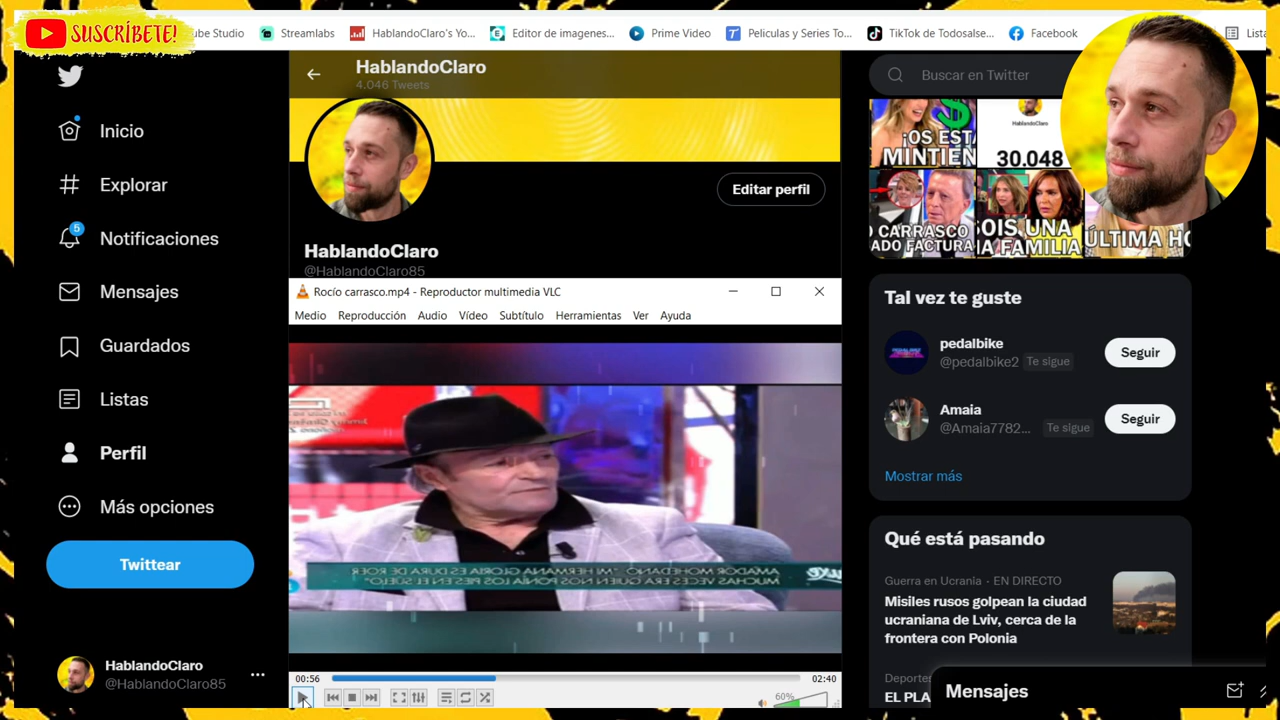 SUSCRÍBETE!
ube Studio
Streamlabs
HablandoClaro's Yo...
Editor de imagenes...
Prime Video
Peliculas y Series To...
TikTok de Todosalse...
Facebook
Lista
HablandoClaro
4.046 Tweets
Buscar en Twitter
Inicio
Explorar
5
Notificaciones
Mensajes
Guardados
Listas
Perfil
Más opciones
Twittear
HablandoClaro
@HablandoClaro85
Editar perfil
HablandoClaro
@HablandoClaro85
Rocío carrasco.mp4 - Reproductor multimedia VLC
Medio Reproducción Audio Vídeo Subtítulo Herramientas Ver Ayuda
AMADOR MOHEDANO: "MI HERMANA GLORIA ES DURA DE ROER
MUCHAS VECES ERA QUIEN NOS PONÍA LOS PIES EN EL SUELO"
00:56
02:40
60%
$
¡OS ESTÁ
MINTIEN
HablandoClaro
30.048
O CARRASCO
ADO FACTURA
OIS UNA
A FAMILIA
ÚLTIMA HO
Tal vez te guste
pedalbike
@pedalbike2 Te sigue
Seguir
Amaia
@Amaia7782... Te sigue
Seguir
Mostrar más
Qué está pasando
Guerra en Ucrania · EN DIRECTO
Misiles rusos golpean la ciudad
ucraniana de Lviv, cerca de la
frontera con Polonia
Deportes
EL PLA
Mensajes